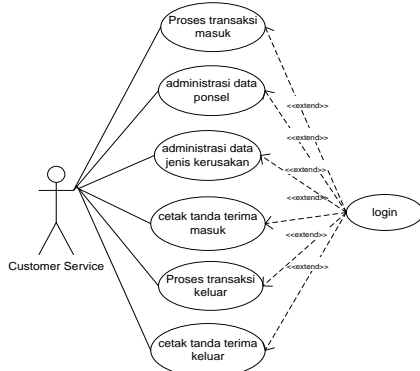 Proses transaksi
masuk
<<extend>>
administrasi data
ponsel
<<extend>>
administrasi data
jenis kerusakan
<<extend>>
cetak tanda terima
masuk
<<extend>>
login
<<extend>>
Customer Service
Proses transaksi
keluar
<<extend>>
cetak tanda terima
keluar